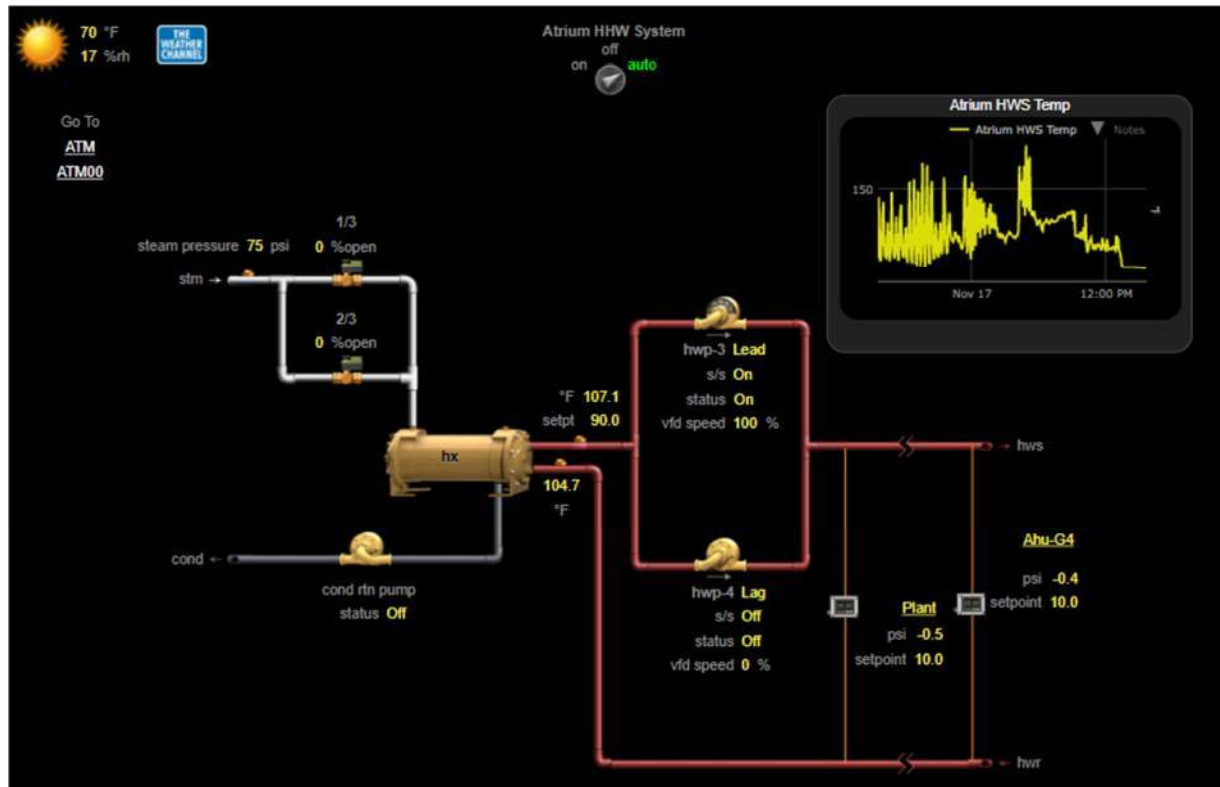 70 °F
17 %rh
THE
WEATHER
CHANNEL
Atrium HHW System
off
on auto
Go To
ATM
ATM00
Atrium HWS Temp
Atrium HWS Temp Notes
150
Nov 17 12:00 PM
1/3
steam pressure 75 psi 0 %open
stm
2/3
0 %open
hwp-3 Lead
s/s On
status On
vfd speed 100 %
°F 107.1
setpt 90.0
hx
104.7
°F
hws
cond
cond rtn pump
status Off
hwp-4 Lag
s/s Off
status Off
vfd speed 0 %
Plant
psi -0.5
setpoint 10.0
Ahu-G4
psi -0.4
setpoint 10.0
hwr